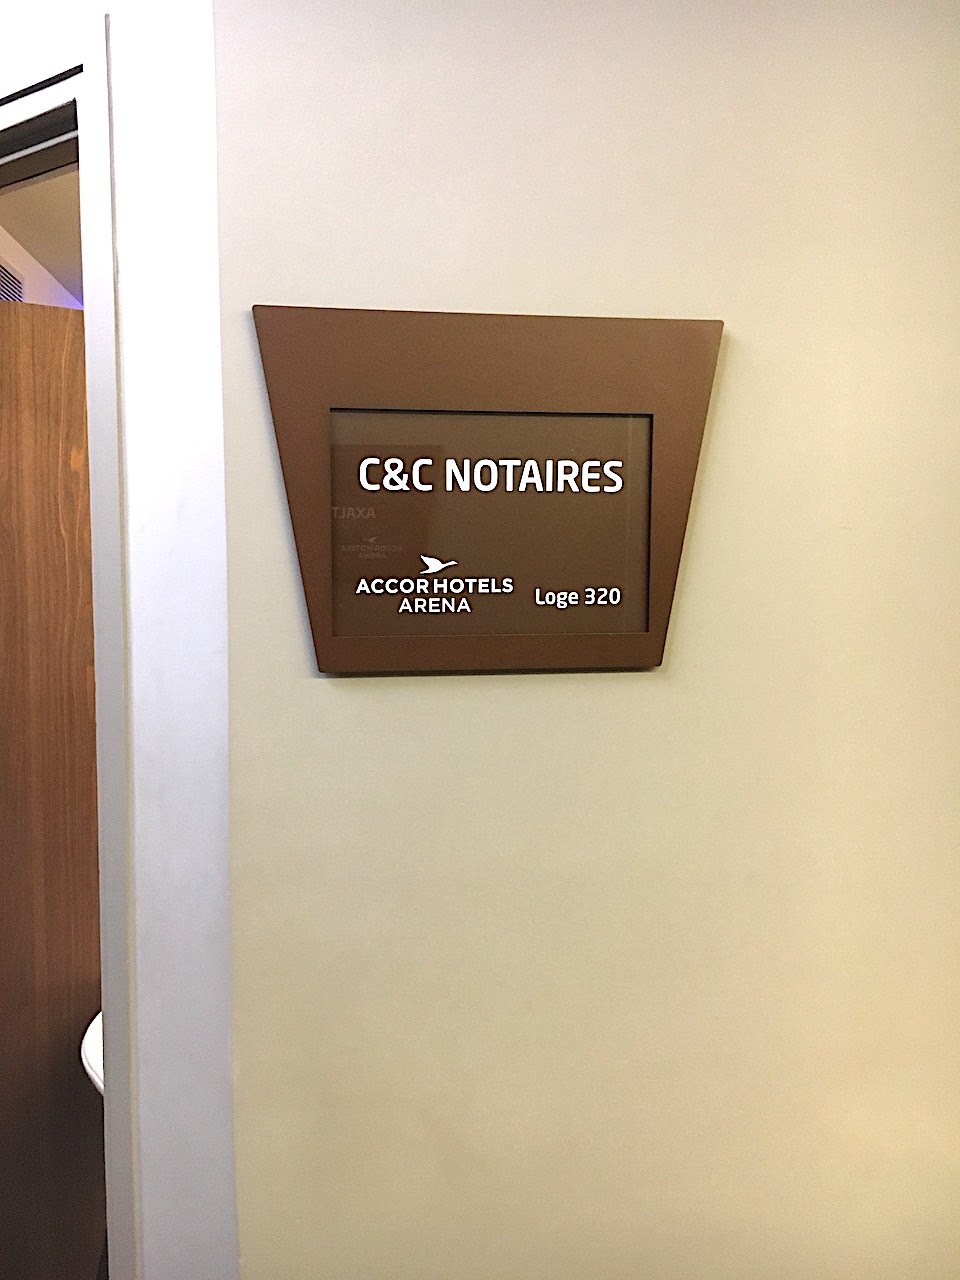 C&C NOTAIRES
ACCORHOTELS
ARENA
Loge 320